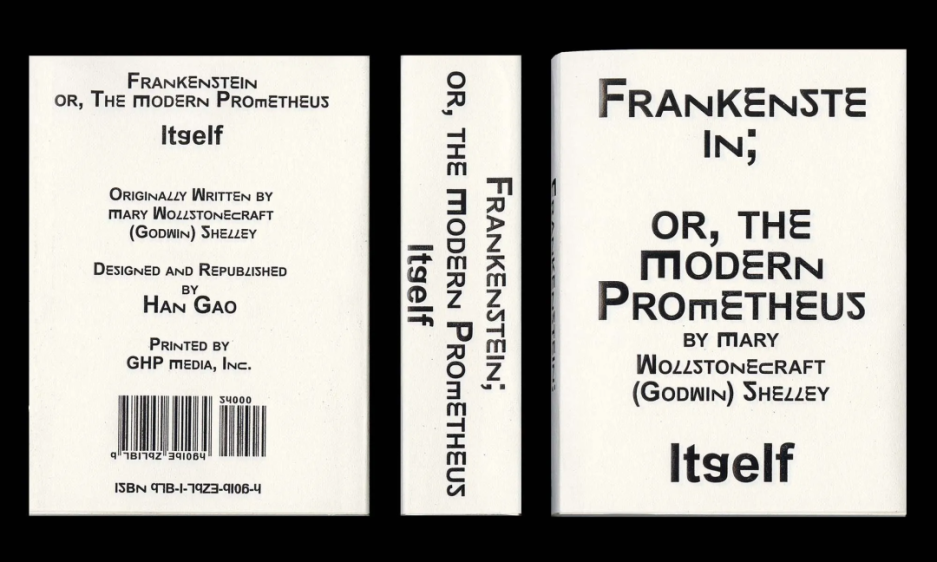 Frankenstein
or, The Modern Prometheus
Itself
Originally Written by
Mary Wollstonecraft
(Godwin) Shelley
Designed and Republished
by
Han Gao
Printed by
GHP Media, Inc.
24000
9 781792 391064
ISBN 978-1-7923-9106-4
Frankenstein;
or, the Modern Prometheus
Itself
Frankenste
in;
or, the
Modern
Prometheus
by Mary
Wollstonecraft
(Godwin) Shelley
Itself